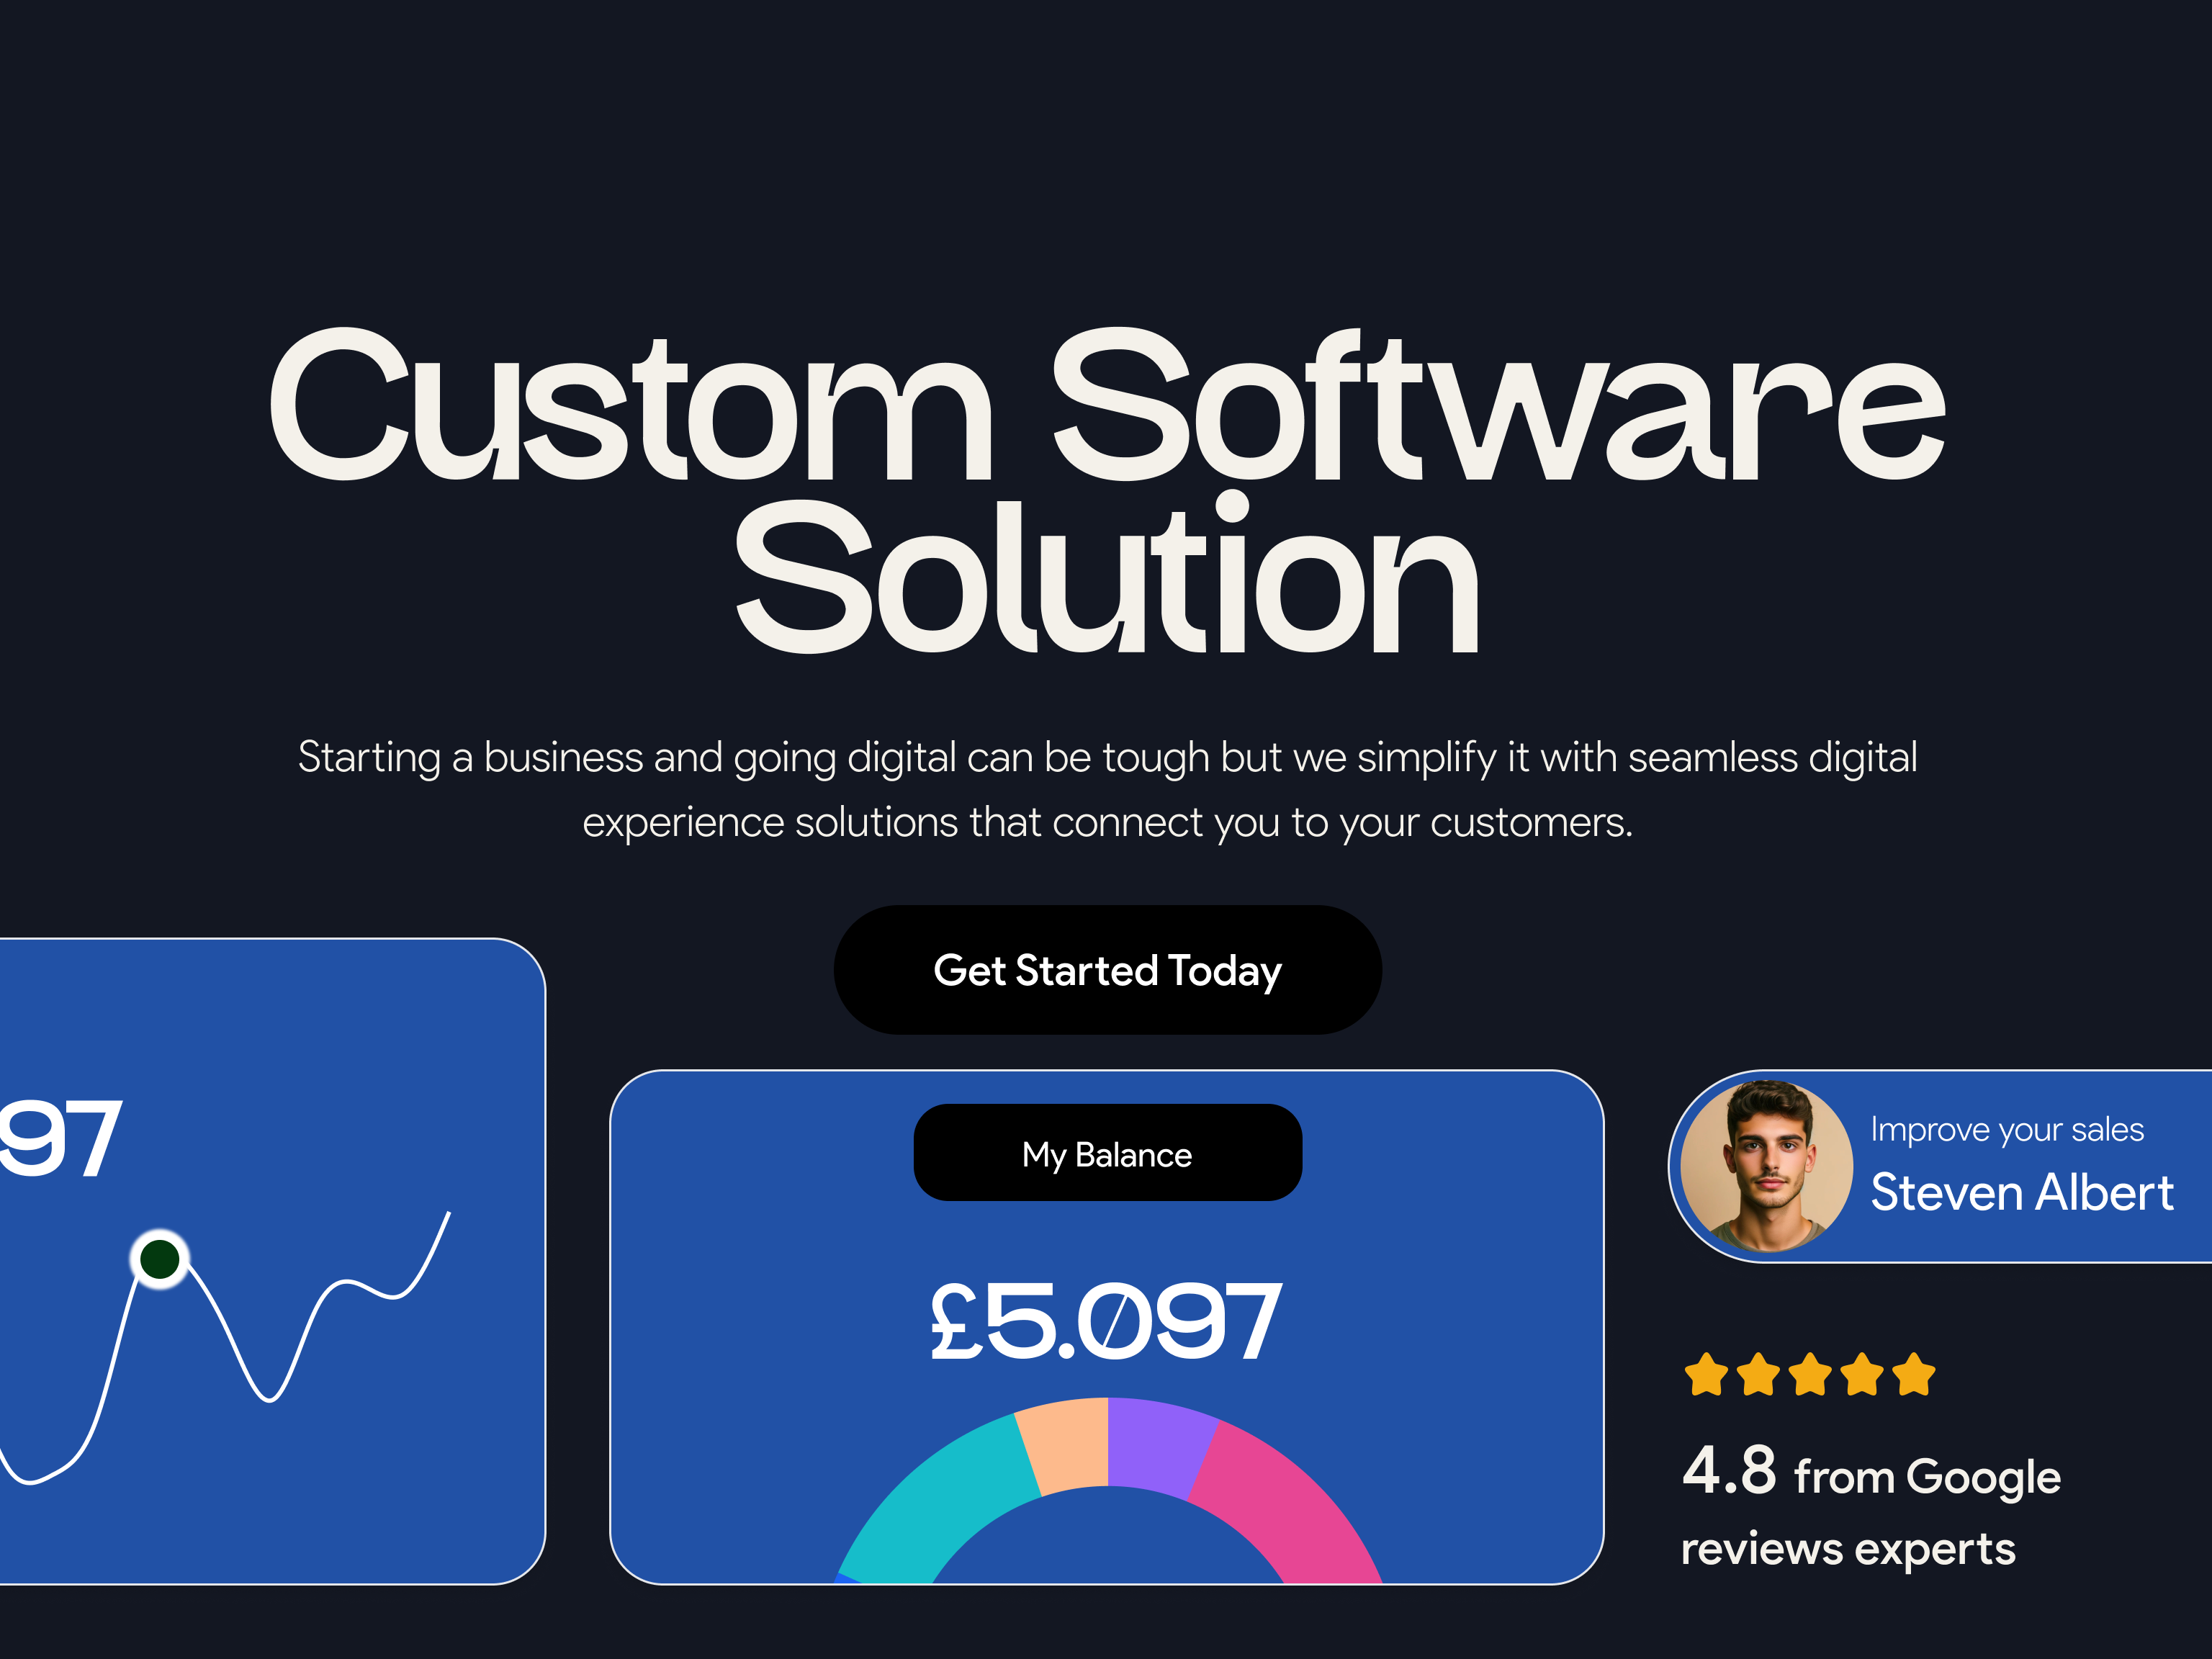 Custom Software
Solution
Starting a business and going digital can be tough but we simplify it with seamless digital
experience solutions that connect you to your customers.
Get Started Today
97
My Balance
£5.097
Improve your sales
Steven Albert
4.8 from Google
reviews experts